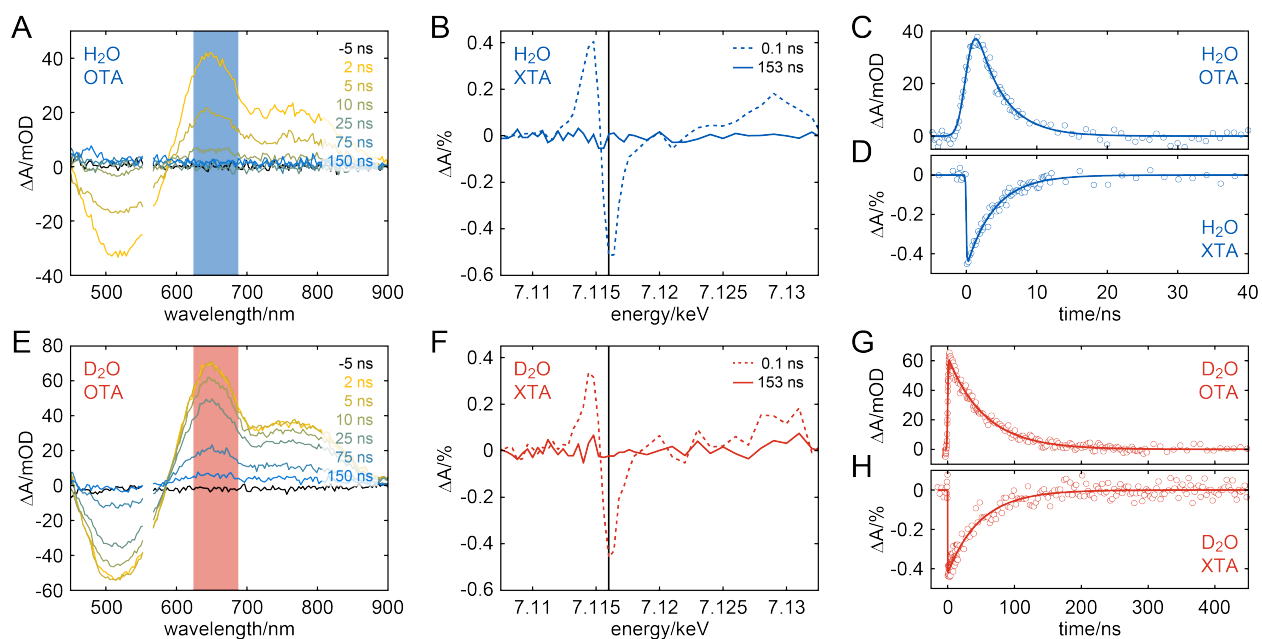 A
H₂O
OTA
-5 ns
2 ns
5 ns
10 ns
25 ns
75 ns
150 ns
40
20
0
-20
-40
ΔA/mOD
500 600 700 800 900
wavelength/nm
B
H₂O
XTA
0.1 ns
153 ns
0.4
0.2
0
-0.2
-0.4
-0.6
ΔA/%
7.11 7.115 7.12 7.125 7.13
energy/keV
C
H₂O
OTA
40
20
0
ΔA/mOD
D
0
-0.2
-0.4
ΔA/%
H₂O
XTA
0 10 20 30 40
time/ns
E
D₂O
OTA
-5 ns
2 ns
5 ns
10 ns
25 ns
75 ns
150 ns
80
60
40
20
0
-20
-40
-60
ΔA/mOD
500 600 700 800 900
wavelength/nm
F
D₂O
XTA
0.1 ns
153 ns
0.4
0.2
0
-0.2
-0.4
-0.6
ΔA/%
7.11 7.115 7.12 7.125 7.13
energy/keV
G
D₂O
OTA
60
40
20
0
ΔA/mOD
H
0
-0.2
-0.4
ΔA/%
D₂O
XTA
0 100 200 300 400
time/ns